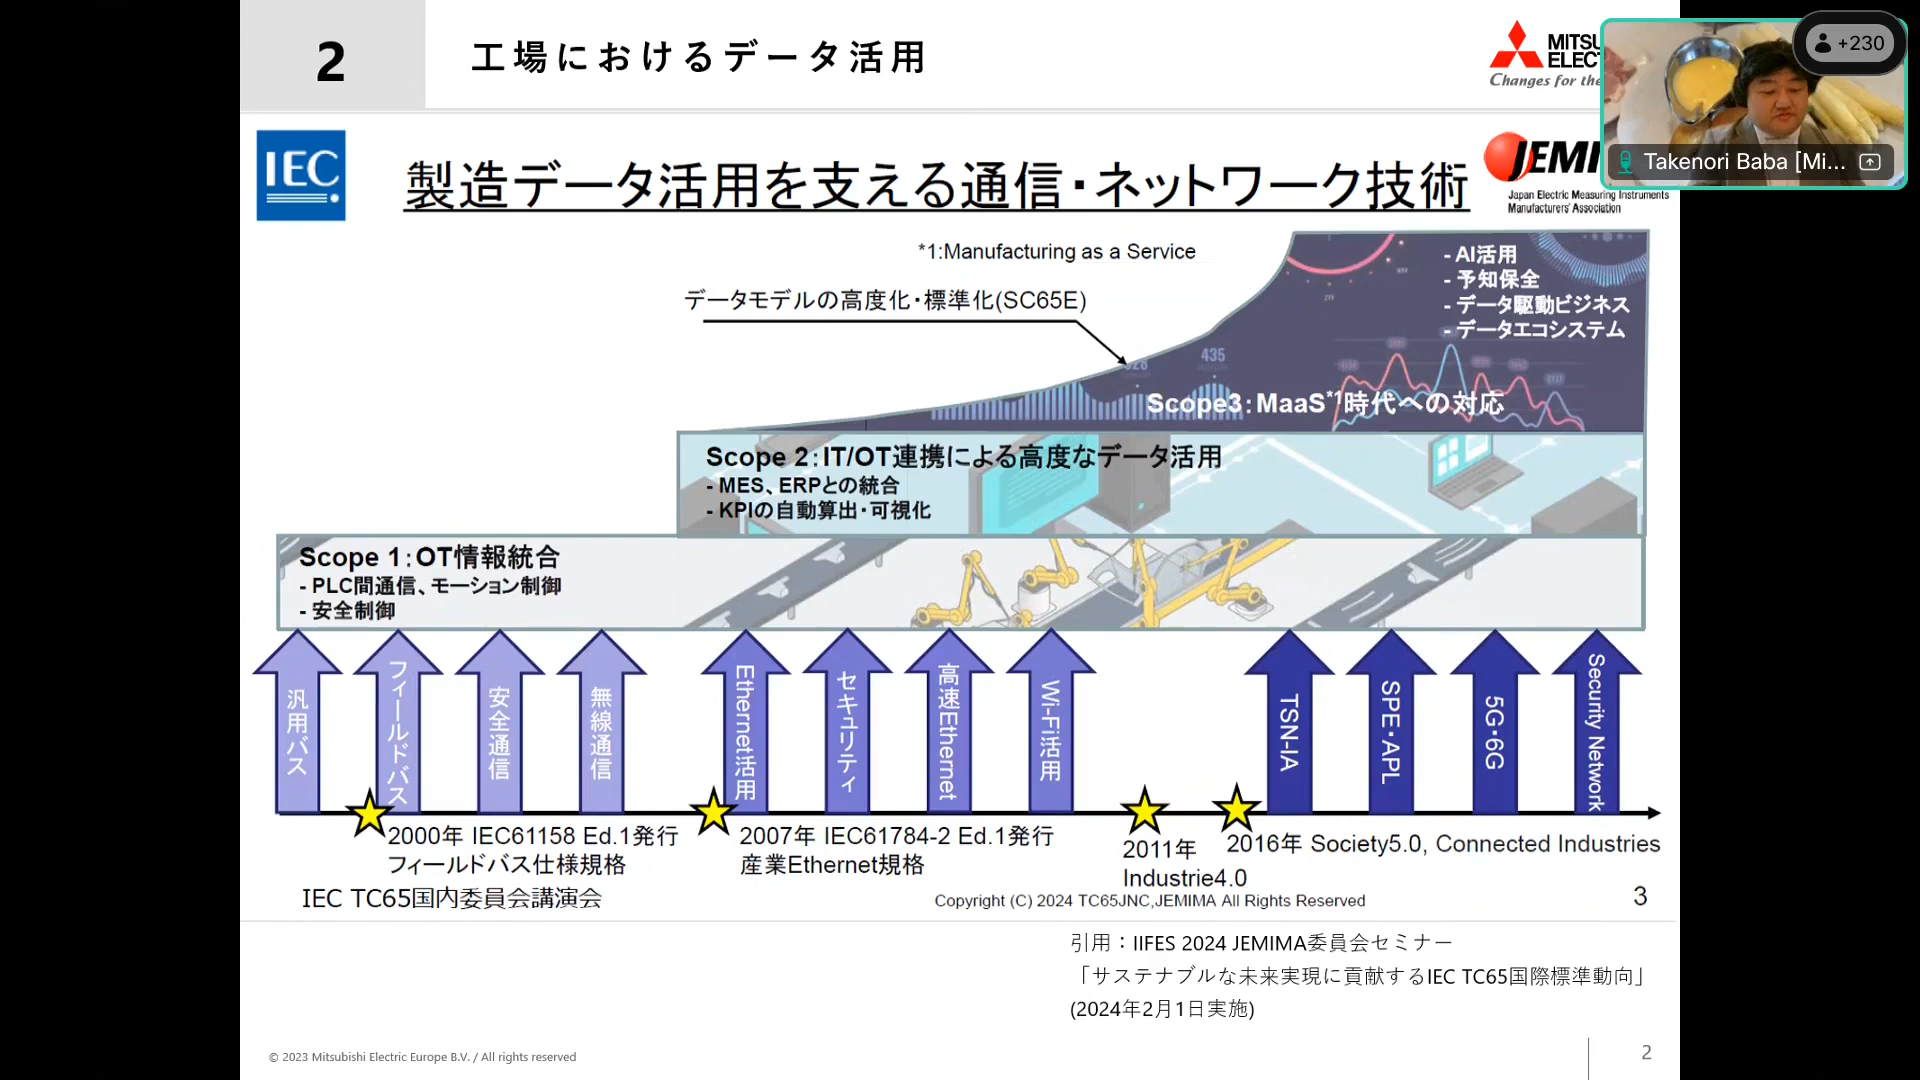 2
工場におけるデータ活用
Changes for the
+230
Takenori Baba [Mi...
IEC
製造データ活用を支える通信・ネットワーク技術
Japan Electric Measuring Instruments
Manufacturers' Association
*1:Manufacturing as a Service
データモデルの高度化・標準化(SC65E)
- AI活用
- 予知保全
- データ駆動ビジネス
- データエコシステム
435
Scope3：MaaS*1時代への対応
Scope 2：IT/OT連携による高度なデータ活用
- MES、ERPとの統合
- KPIの自動算出・可視化
Scope 1：OT情報統合
- PLC間通信、モーション制御
- 安全制御
汎用バス
フィールドバス
安全通信
無線通信
Ethernet活用
セキュリティ
高速Ethernet
Wi-Fi活用
TSN-IA
SPE・APL
5G・6G
Security Network
2000年 IEC61158 Ed.1発行
フィールドバス仕様規格
2007年 IEC61784-2 Ed.1発行
産業Ethernet規格
2011年
Industrie4.0
2016年 Society5.0, Connected Industries
IEC TC65国内委員会講演会
Copyright (C) 2024 TC65JNC,JEMIMA All Rights Reserved
3
引用：IIFES 2024 JEMIMA委員会セミナー
「サステナブルな未来実現に貢献するIEC TC65国際標準動向」
(2024年2月1日実施)
© 2023 Mitsubishi Electric Europe B.V. / All rights reserved
2